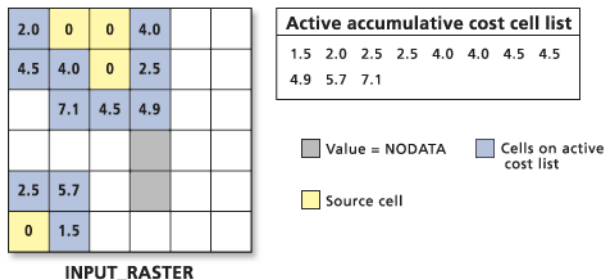 2.0 0 0 4.0
4.5 4.0 0 2.5
7.1 4.5 4.9
2.5 5.7
0 1.5
INPUT_RASTER
Active accumulative cost cell list
1.5 2.0 2.5 2.5 4.0 4.0 4.5 4.5
4.9 5.7 7.1
Value = NODATA
Cells on active
cost list
Source cell